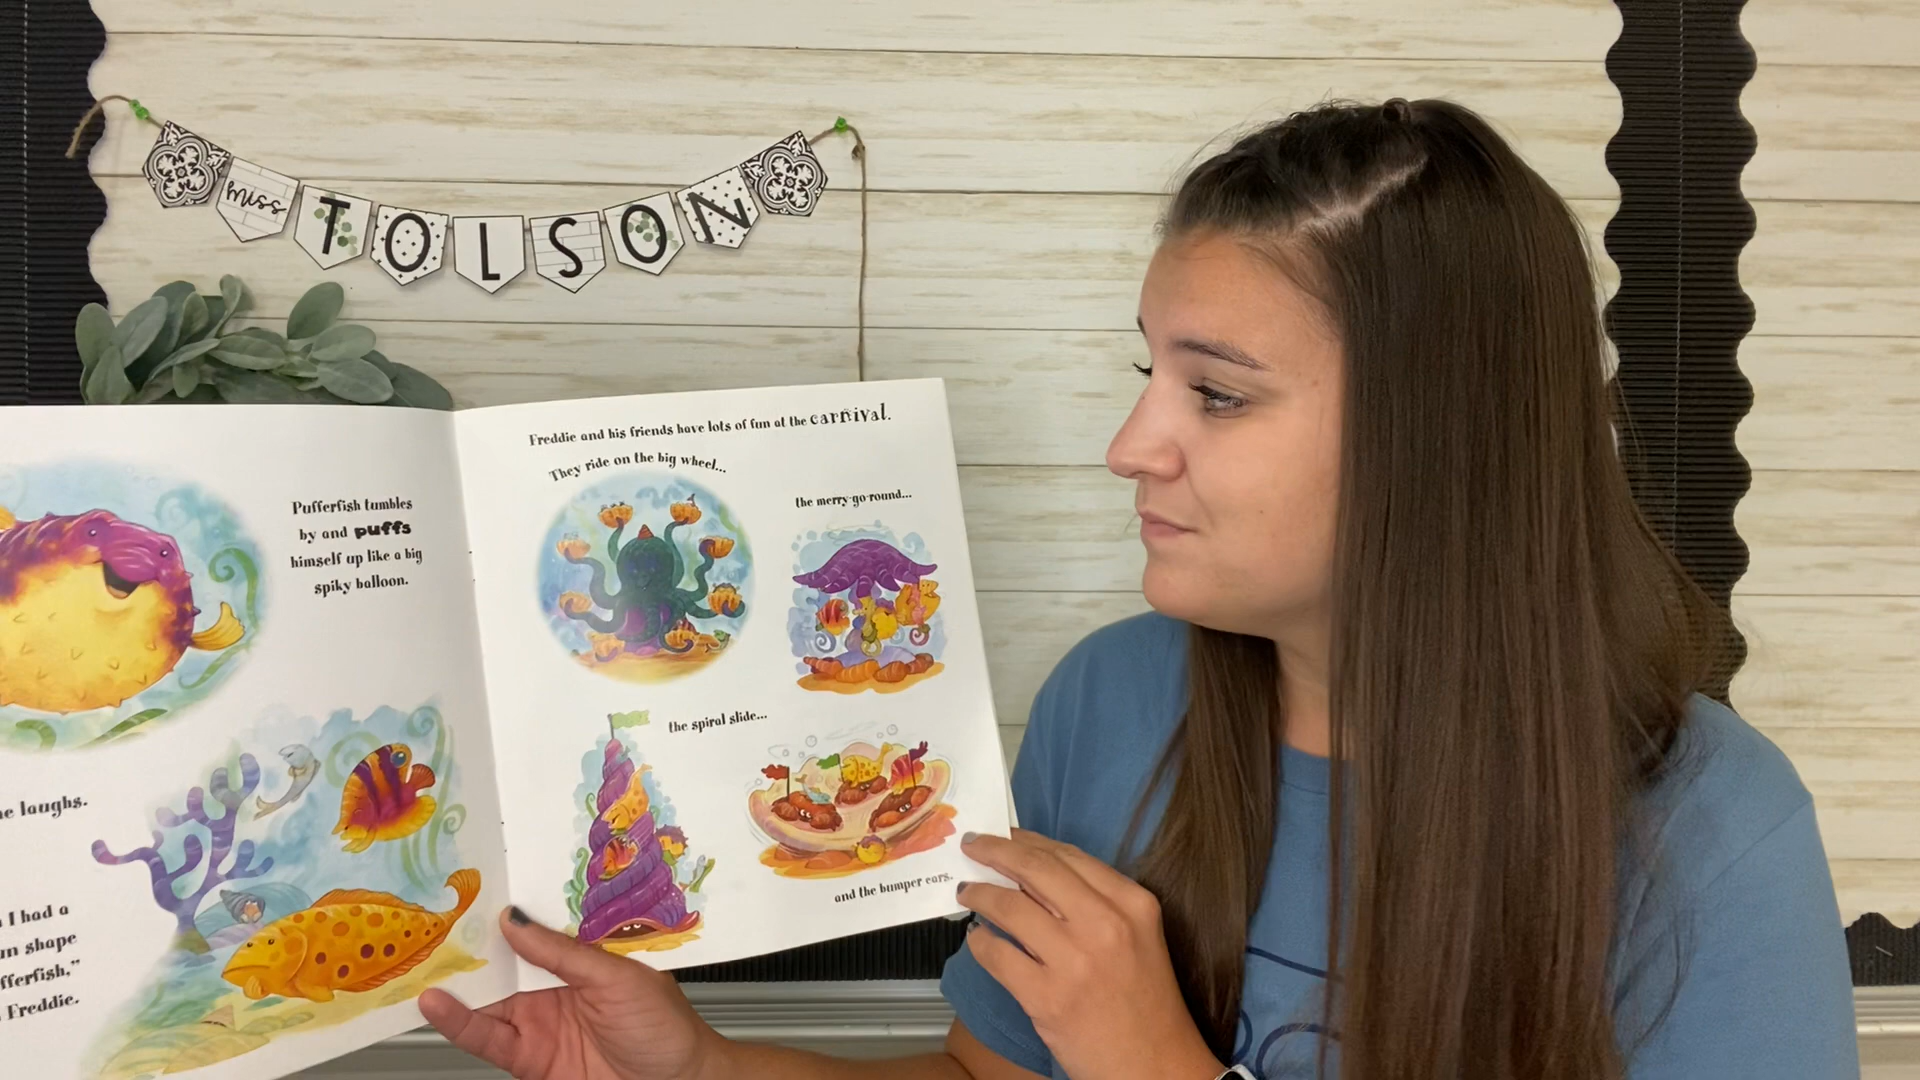 miss
TOLSON
Pufferfish tumbles
by and puffs
himself up like a big
spiky balloon.
laughs.
I had a
shape
Freddie.
Freddie and his friends have lots of fun at the carnival.
They ride on the big wheel...
the merry-go-round...
the spiral slide...
and the bumper cars.